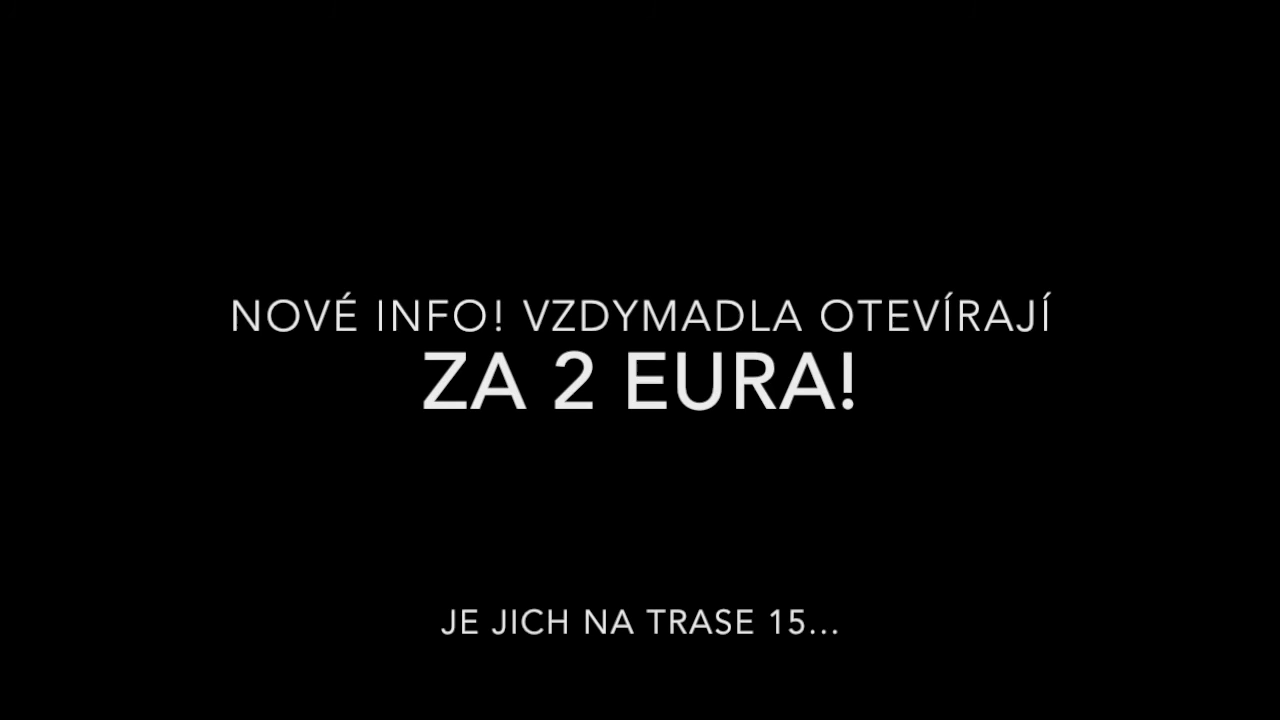 NOVÉ INFO! VZDYMADLA OTEVÍRAJÍ
ZA 2 EURA!
JE JICH NA TRASE 15...